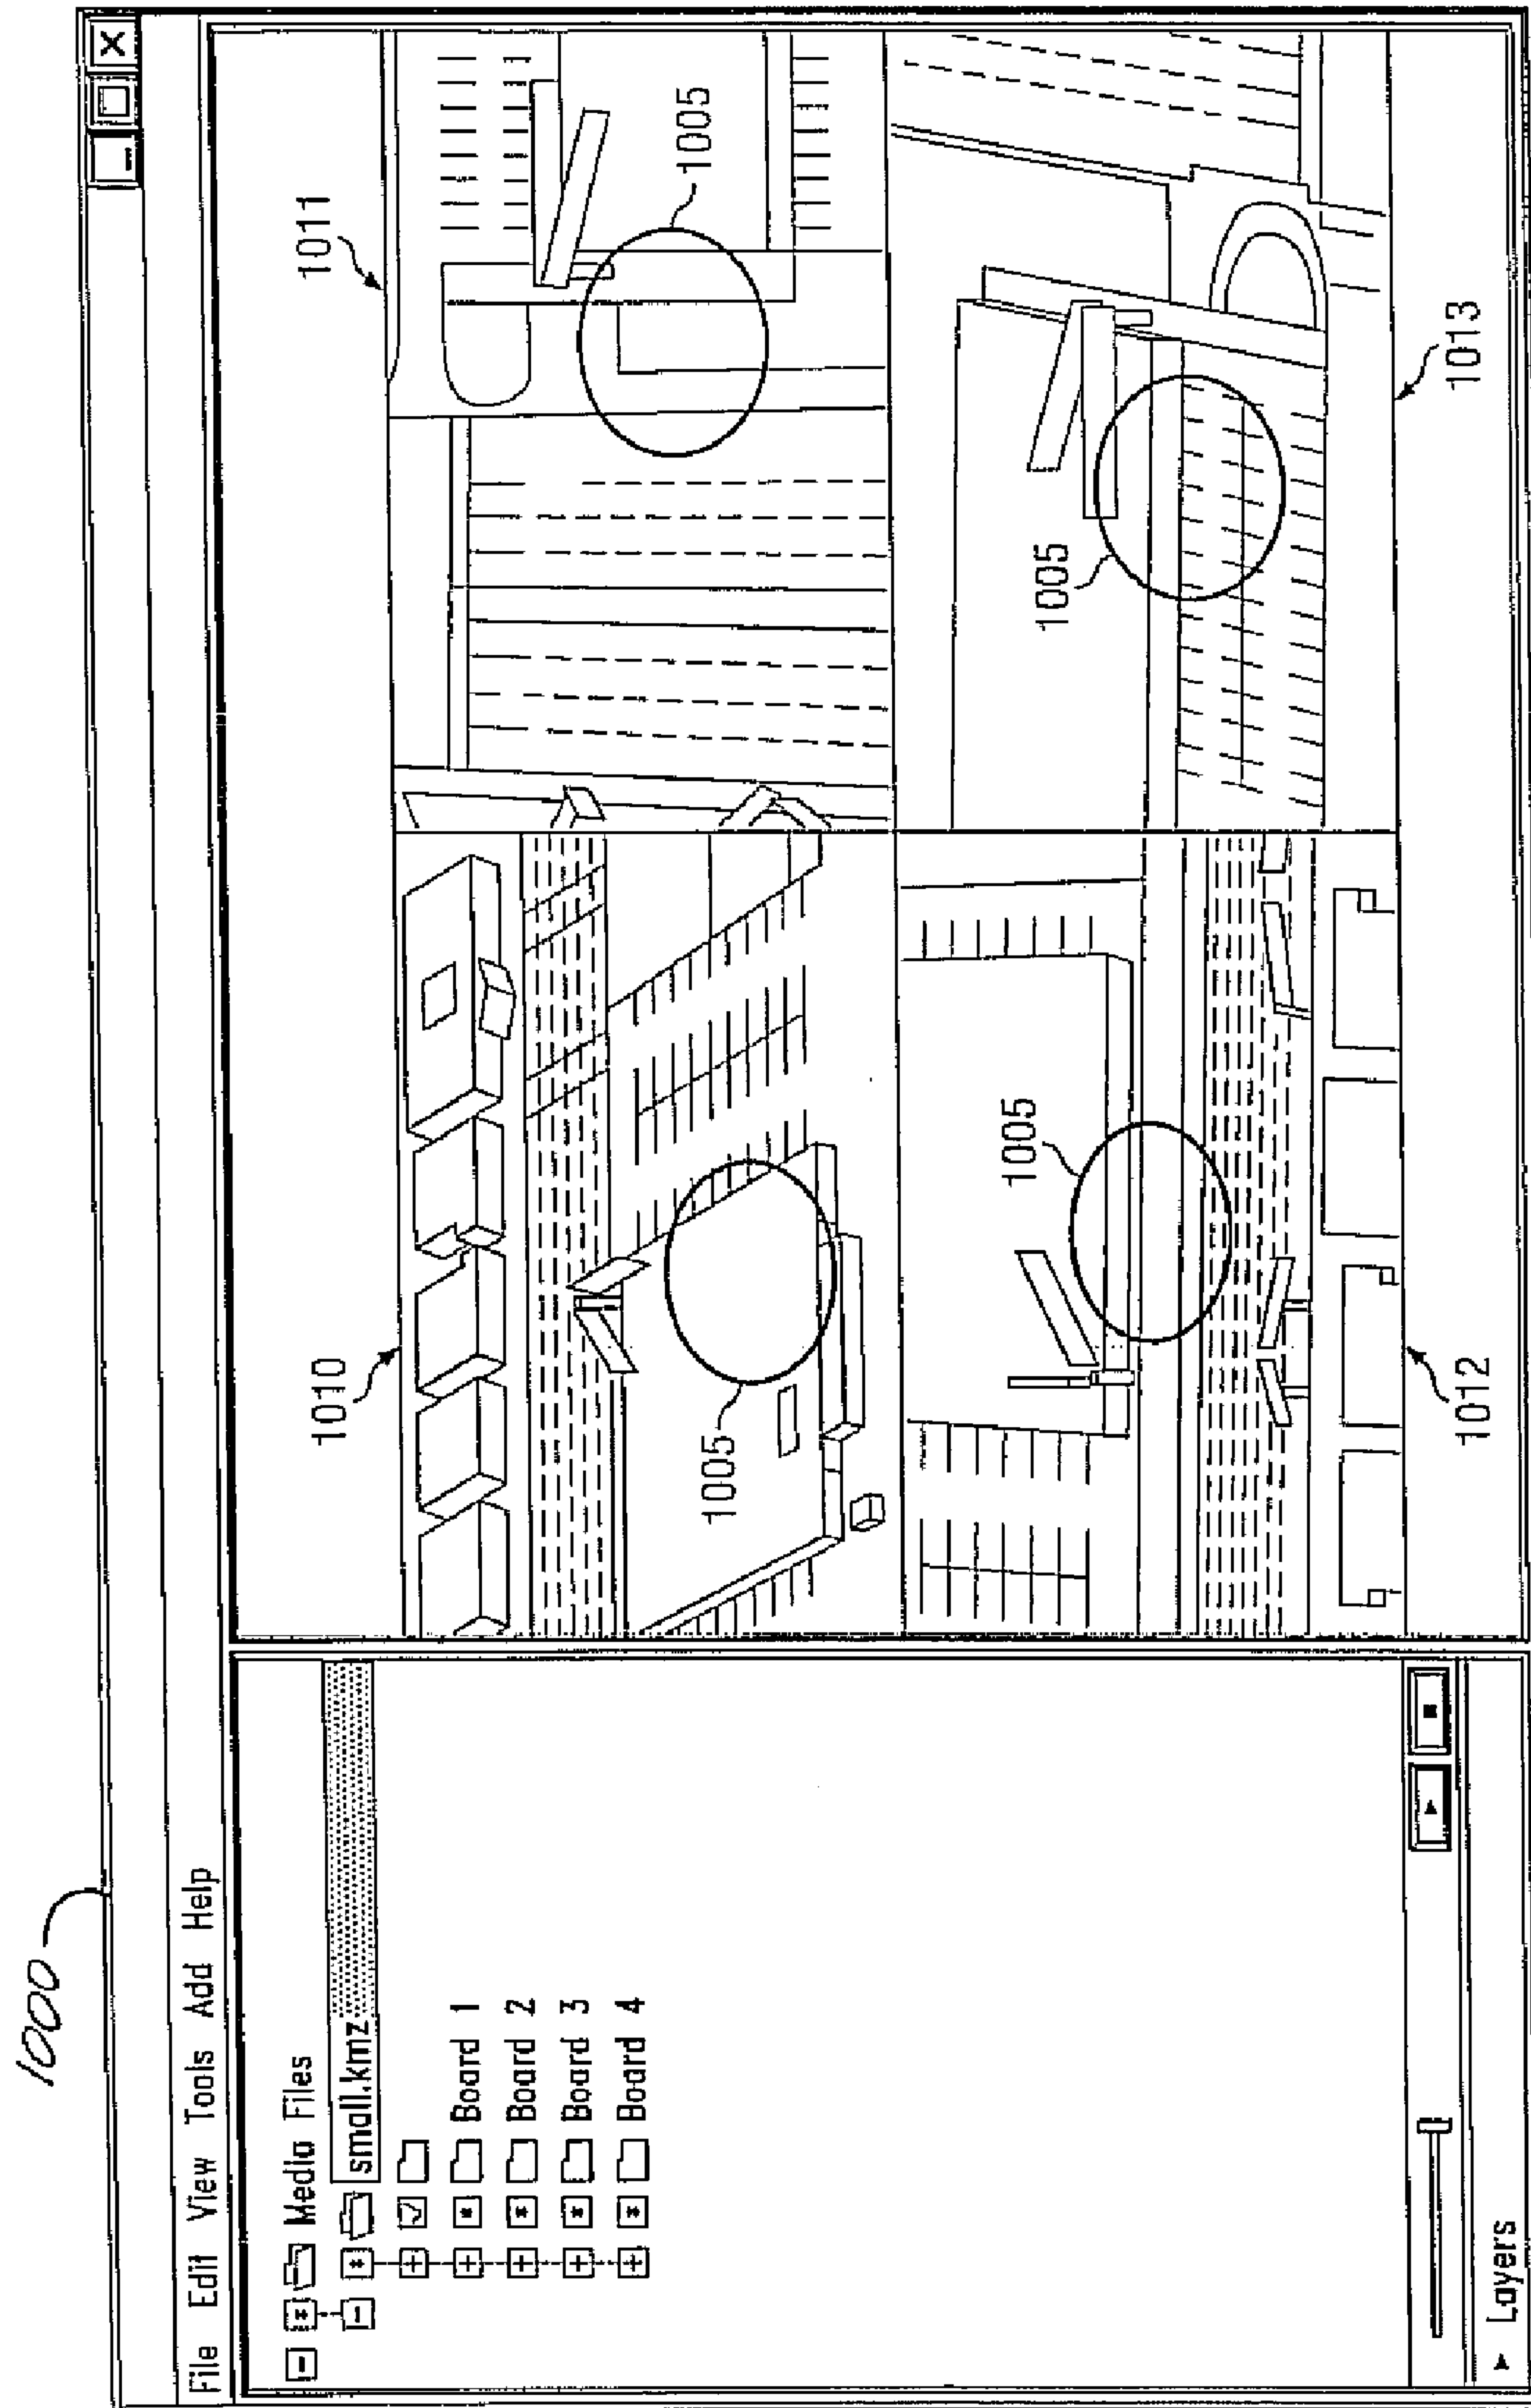 1000
File Edit View Tools Add Help
Media Files
small.kmz
Board 1
Board 2
Board 3
Board 4
Layers
1010
1011
1005
1005
1005
1005
1012
1013